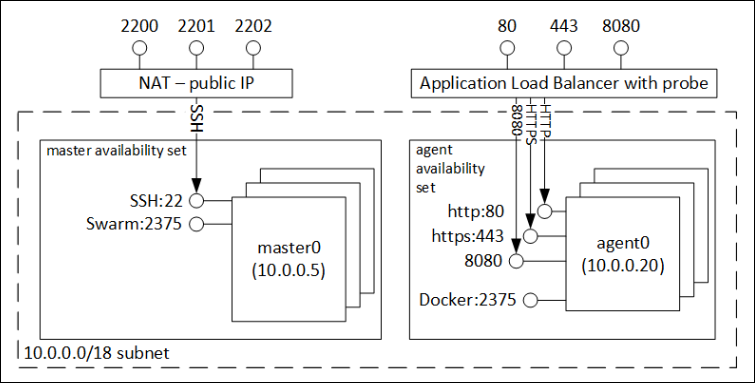 2200 2201 2202
80 443 8080
NAT – public IP
Application Load Balancer with probe
SSH
8080
HTTPS
HTTP
master availability set
SSH:22
Swarm:2375
master0
(10.0.0.5)
agent
availability
set
http:80
https:443
8080
Docker:2375
agent0
(10.0.0.20)
10.0.0.0/18 subnet